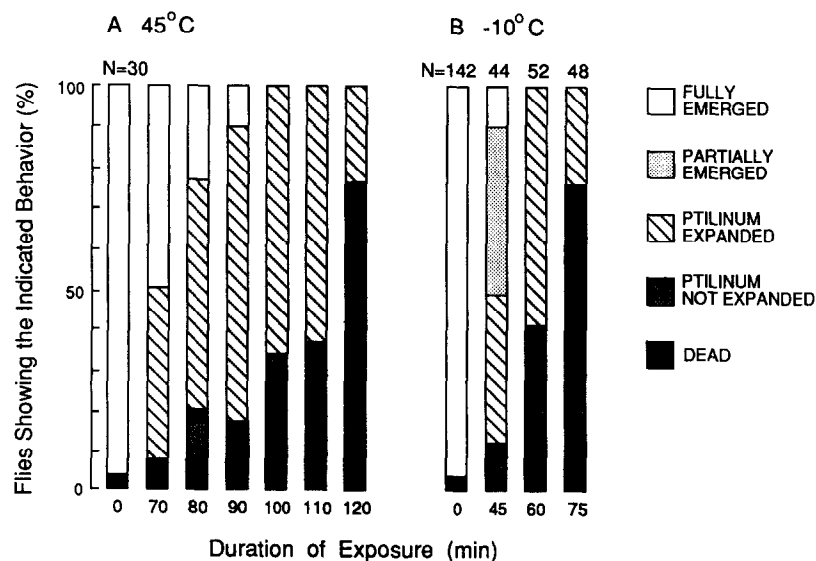 A 45°C
B -10°C
N=30
N=142 44 52 48
100
50
0
Flies Showing the Indicated Behavior (%)
0 70 80 90 100 110 120
0 45 60 75
Duration of Exposure (min)
FULLY
EMERGED
PARTIALLY
EMERGED
PTILINUM
EXPANDED
PTILINUM
NOT EXPANDED
DEAD